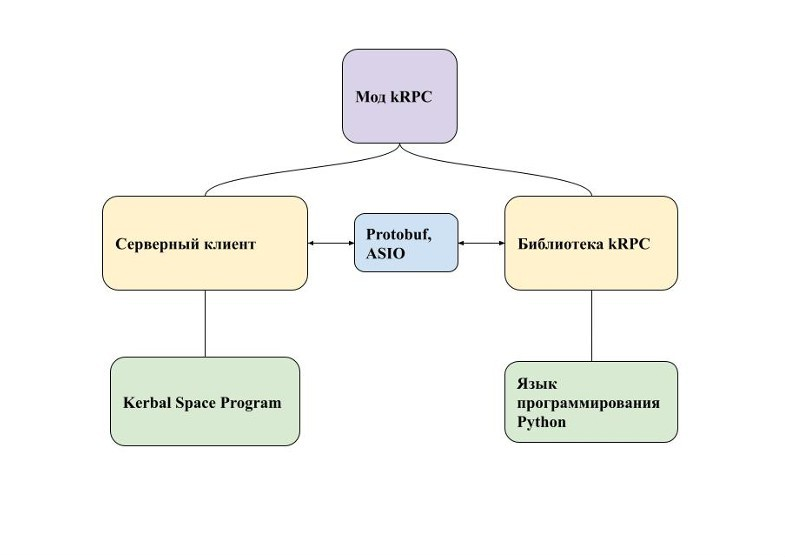 Мод kRPC
Серверный клиент
Protobuf,
ASIO
Библиотека kRPC
Kerbal Space Program
Язык
программирования
Python